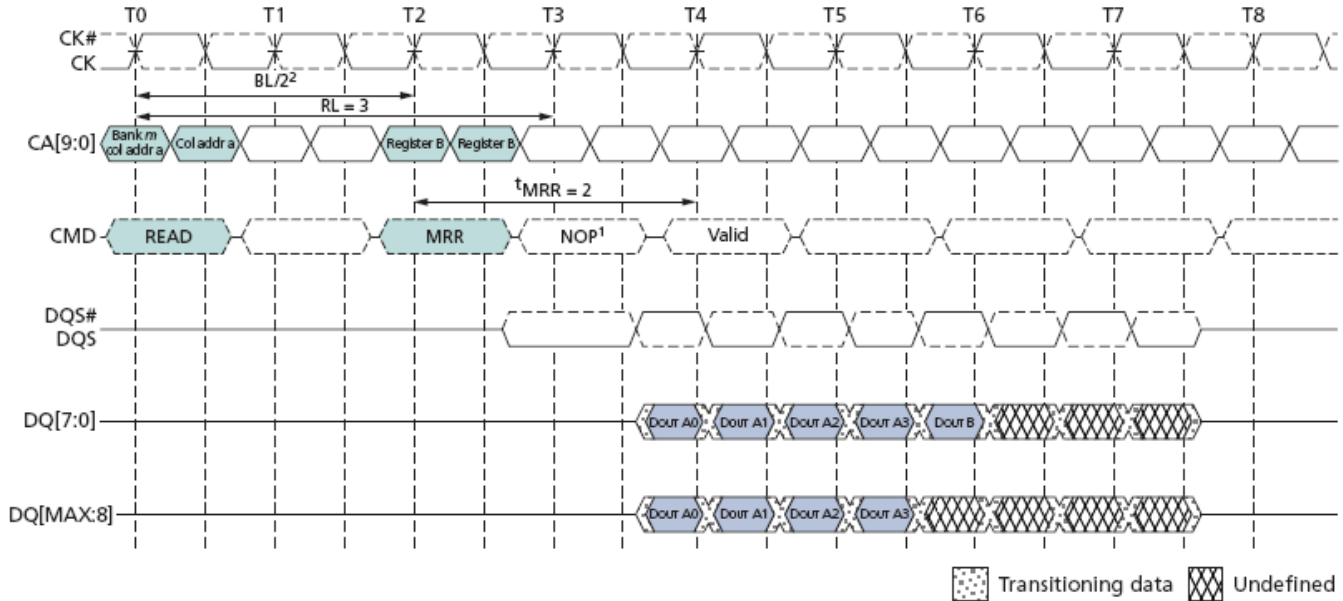 T0 T1 T2 T3 T4 T5 T6 T7 T8
CK#
CK
BL/2²
RL = 3
CA[9:0]
Bank m
col addr a
Col addr a
Register B
Register B
tMRR = 2
CMD
READ
MRR
NOP¹
Valid
DQS#
DQS
DQ[7:0]
DOUT A0
DOUT A1
DOUT A2
DOUT A3
DOUT B
DQ[MAX:8]
DOUT A0
DOUT A1
DOUT A2
DOUT A3
Transitioning data
Undefined